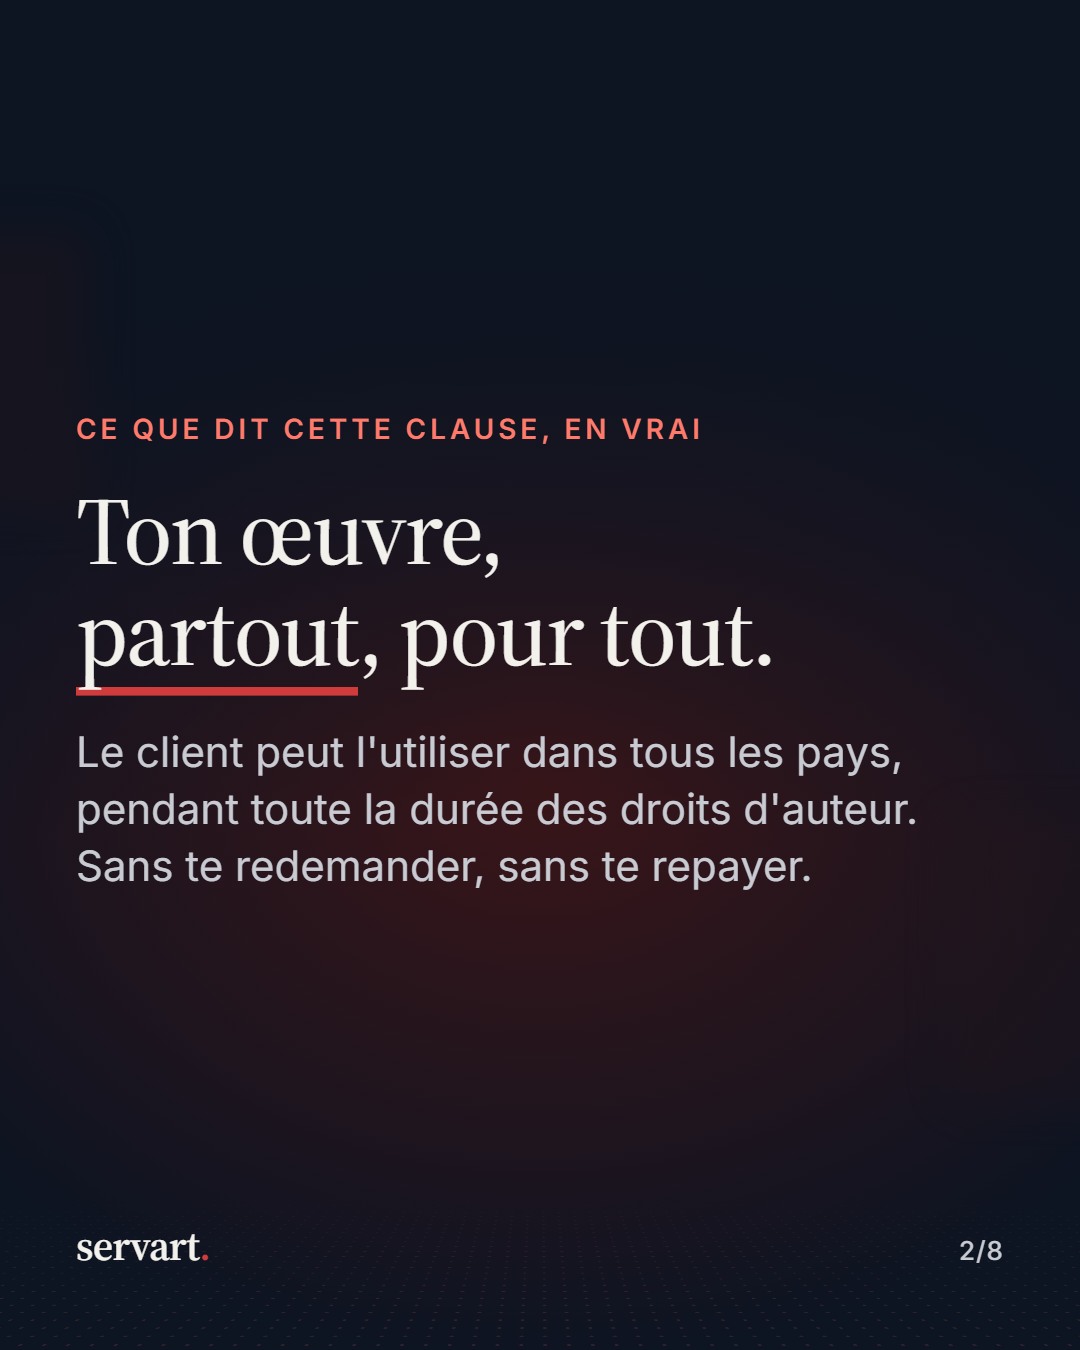 CE QUE DIT CETTE CLAUSE, EN VRAI
Ton œuvre,
partout, pour tout.
Le client peut l'utiliser dans tous les pays,
pendant toute la durée des droits d'auteur.
Sans te redemander, sans te repayer.
servart.
2/8